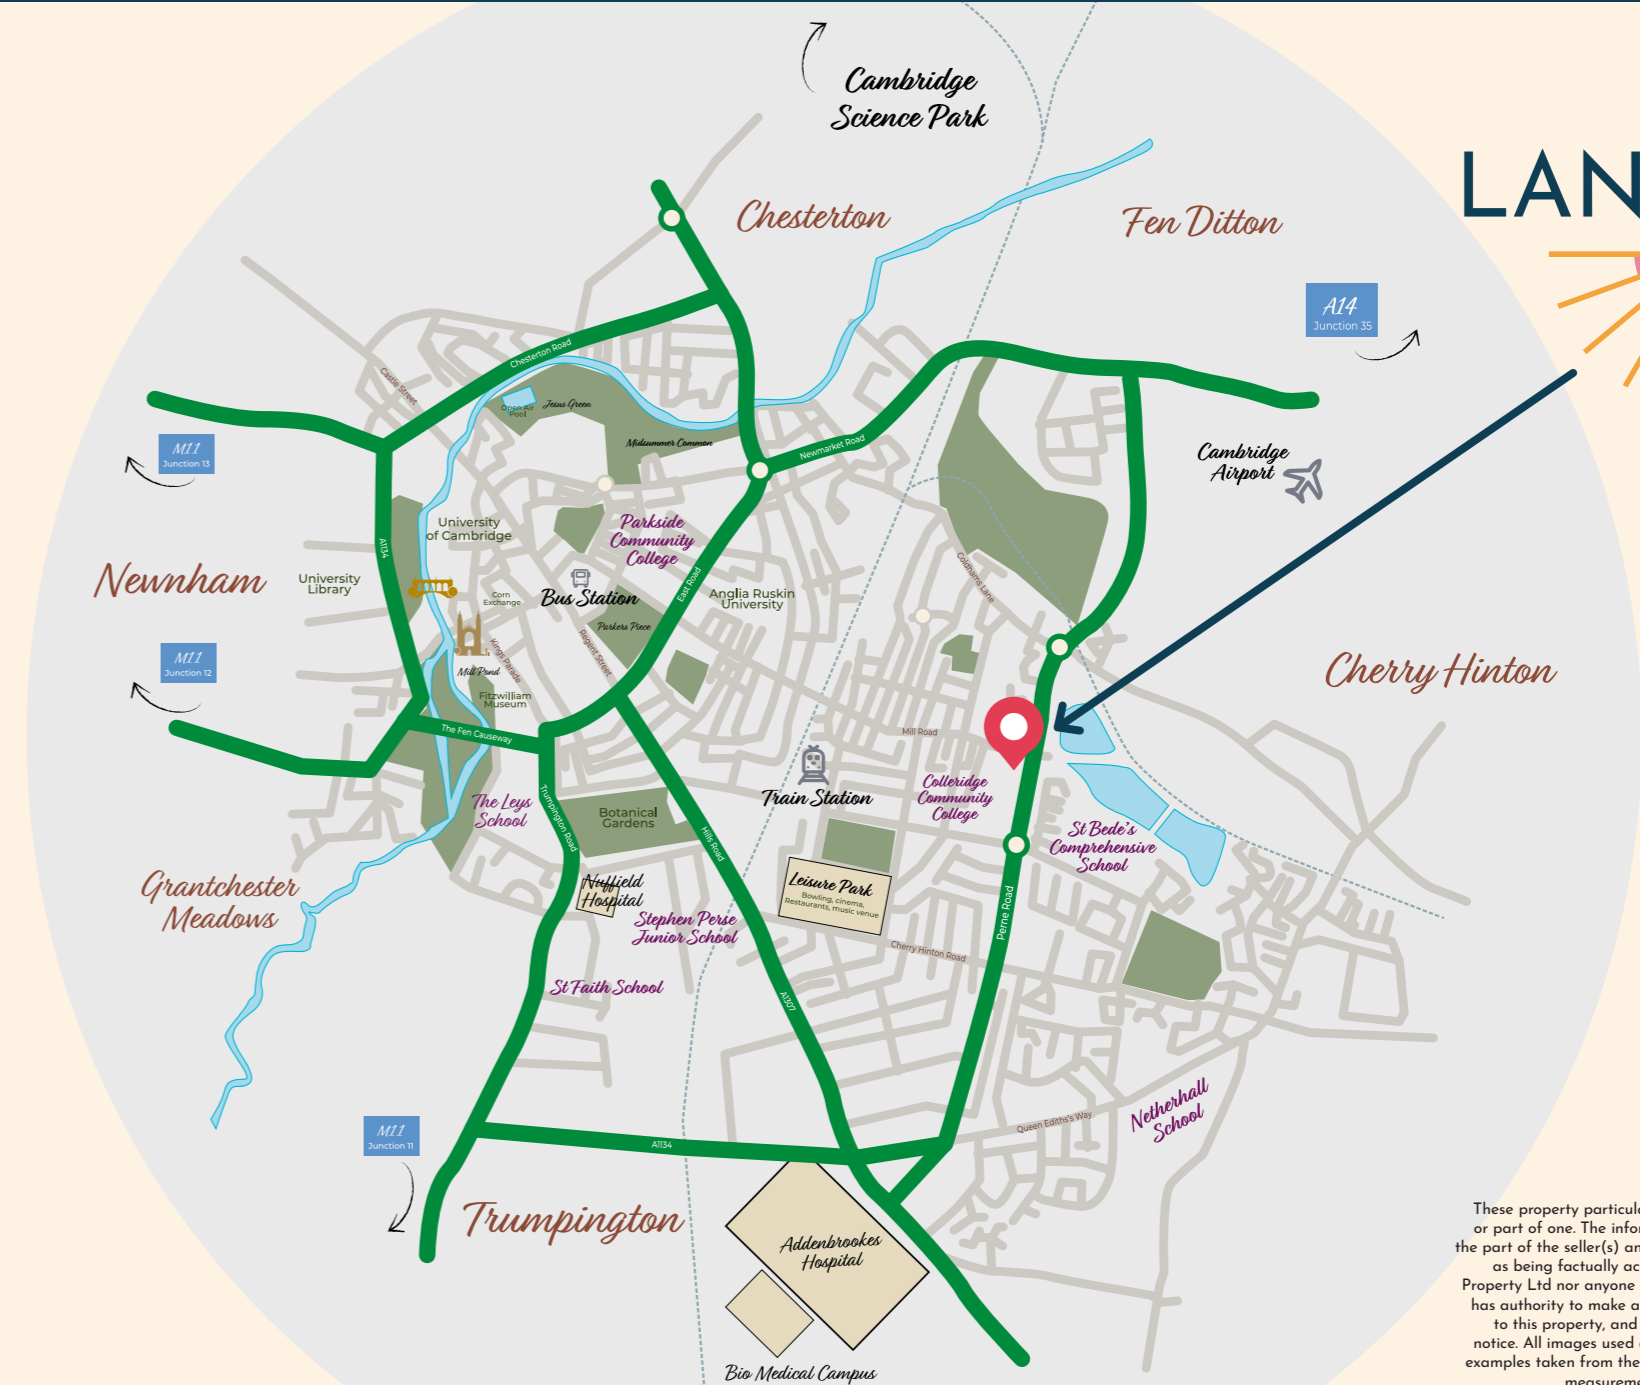 Cambridge
Science Park
LAN
Chesterton
Fen Ditton
A14
Junction 35
Chesterton Road
Castle Street
Open Air
Pool
Jesus Green
Midsummer Common
Newmarket Road
M11
Junction 13
Cambridge
Airport
University
of Cambridge
Parkside
Community
College
A1134
Coldhams Lane
Newnham
University
Library
Corn
Exchange
Bus Station
East Road
Anglia Ruskin
University
Parkers Piece
Regent Street
Kings Parade
M11
Junction 12
Mill Pond
Fitzwilliam
Museum
Cherry Hinton
The Fen Causeway
Mill Road
Train Station
Colleridge
Community
College
The Leys
School
Trumpington Road
Botanical
Gardens
Hills Road
St Bede's
Comprehensive
School
Grantchester
Meadows
Nuffield
Hospital
Leisure Park
Bowling, cinema,
Restaurants, music venue
Stephen Perse
Junior School
Perne Road
Cherry Hinton Road
St Faith School
A1307
Netherhall
School
Queen Ediths's Way
M11
Junction 11
A1134
Trumpington
Addenbrookes
Hospital
Bio Medical Campus
These property particul
or part of one. The infor
the part of the seller(s) an
as being factually ac
Property Ltd nor anyone
has authority to make a
to this property, and
notice. All images used
examples taken from the
measureme